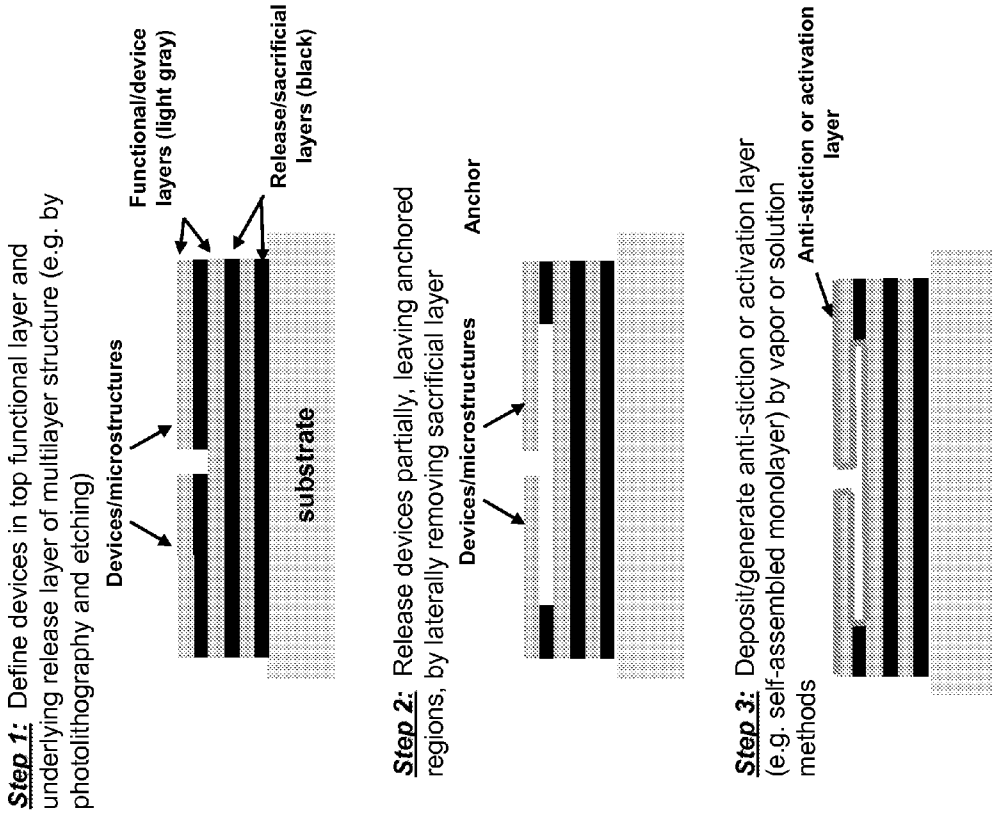 Step 1: Define devices in top functional layer and
underlying release layer of multilayer structure (e.g. by
photolithography and etching)
Devices/microstructures
Functional/device
layers (light gray)
Release/sacrificial
layers (black)
substrate
Step 2: Release devices partially, leaving anchored
regions, by laterally removing sacrificial layer
Devices/microstructures
Anchor
Step 3: Deposit/generate anti-stiction or activation layer
(e.g. self-assembled monolayer) by vapor or solution
methods
Anti-stiction or activation
layer